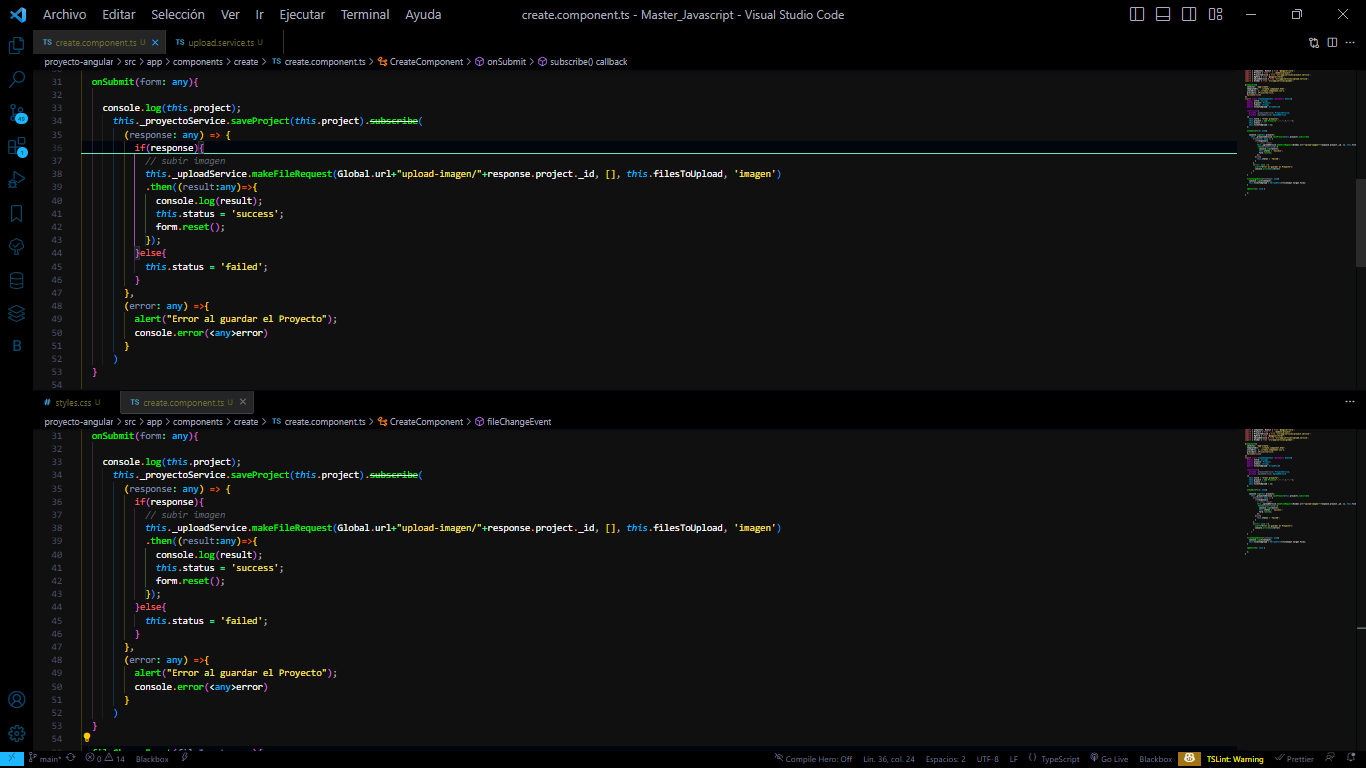 Archivo Editar Selección Ver Ir Ejecutar Terminal Ayuda create.component.ts - Master_Javascript - Visual Studio Code
TS create.component.ts U TS upload.service.ts U
proyecto-angular > src > app > components > create > TS create.component.ts > CreateComponent > onSubmit > subscribe() callback
31 onSubmit(form: any){
32
33 console.log(this.project);
34 this._proyectoService.saveProject(this.project).subscribe(
35 (response: any) => {
36 if(response){
37 // subir imagen
38 this._uploadService.makeFileRequest(Global.url+"upload-imagen/"+response.project._id, [], this.filesToUpload, 'imagen')
39 .then((result:any)=>{
40 console.log(result);
41 this.status = 'success';
42 form.reset();
43 });
44 }else{
45 this.status = 'failed';
46 }
47 },
48 (error: any) =>{
49 alert("Error al guardar el Proyecto");
50 console.error(<any>error)
51 }
52 )
53 }
54
# styles.css U TS create.component.ts U
proyecto-angular > src > app > components > create > TS create.component.ts > CreateComponent > fileChangeEvent
31 onSubmit(form: any){
32
33 console.log(this.project);
34 this._proyectoService.saveProject(this.project).subscribe(
35 (response: any) => {
36 if(response){
37 // subir imagen
38 this._uploadService.makeFileRequest(Global.url+"upload-imagen/"+response.project._id, [], this.filesToUpload, 'imagen')
39 .then((result:any)=>{
40 console.log(result);
41 this.status = 'success';
42 form.reset();
43 });
44 }else{
45 this.status = 'failed';
46 }
47 },
48 (error: any) =>{
49 alert("Error al guardar el Proyecto");
50 console.error(<any>error)
51 }
52 )
53 }
54
main* 0 14 Blackbox Compile Hero: Off Lín. 36, col. 24 Espacios: 2 UTF-8 LF TypeScript Go Live Blackbox TSLint: Warning Prettier